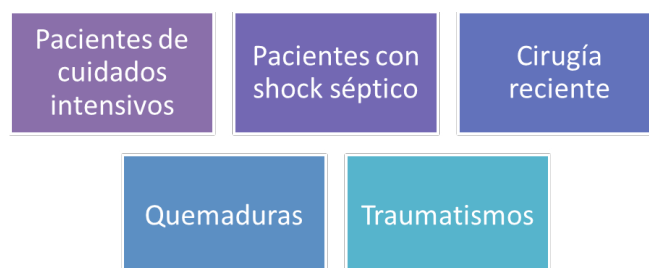 Pacientes de
cuidados
intensivos
Pacientes con
shock séptico
Cirugía
reciente
Quemaduras
Traumatismos